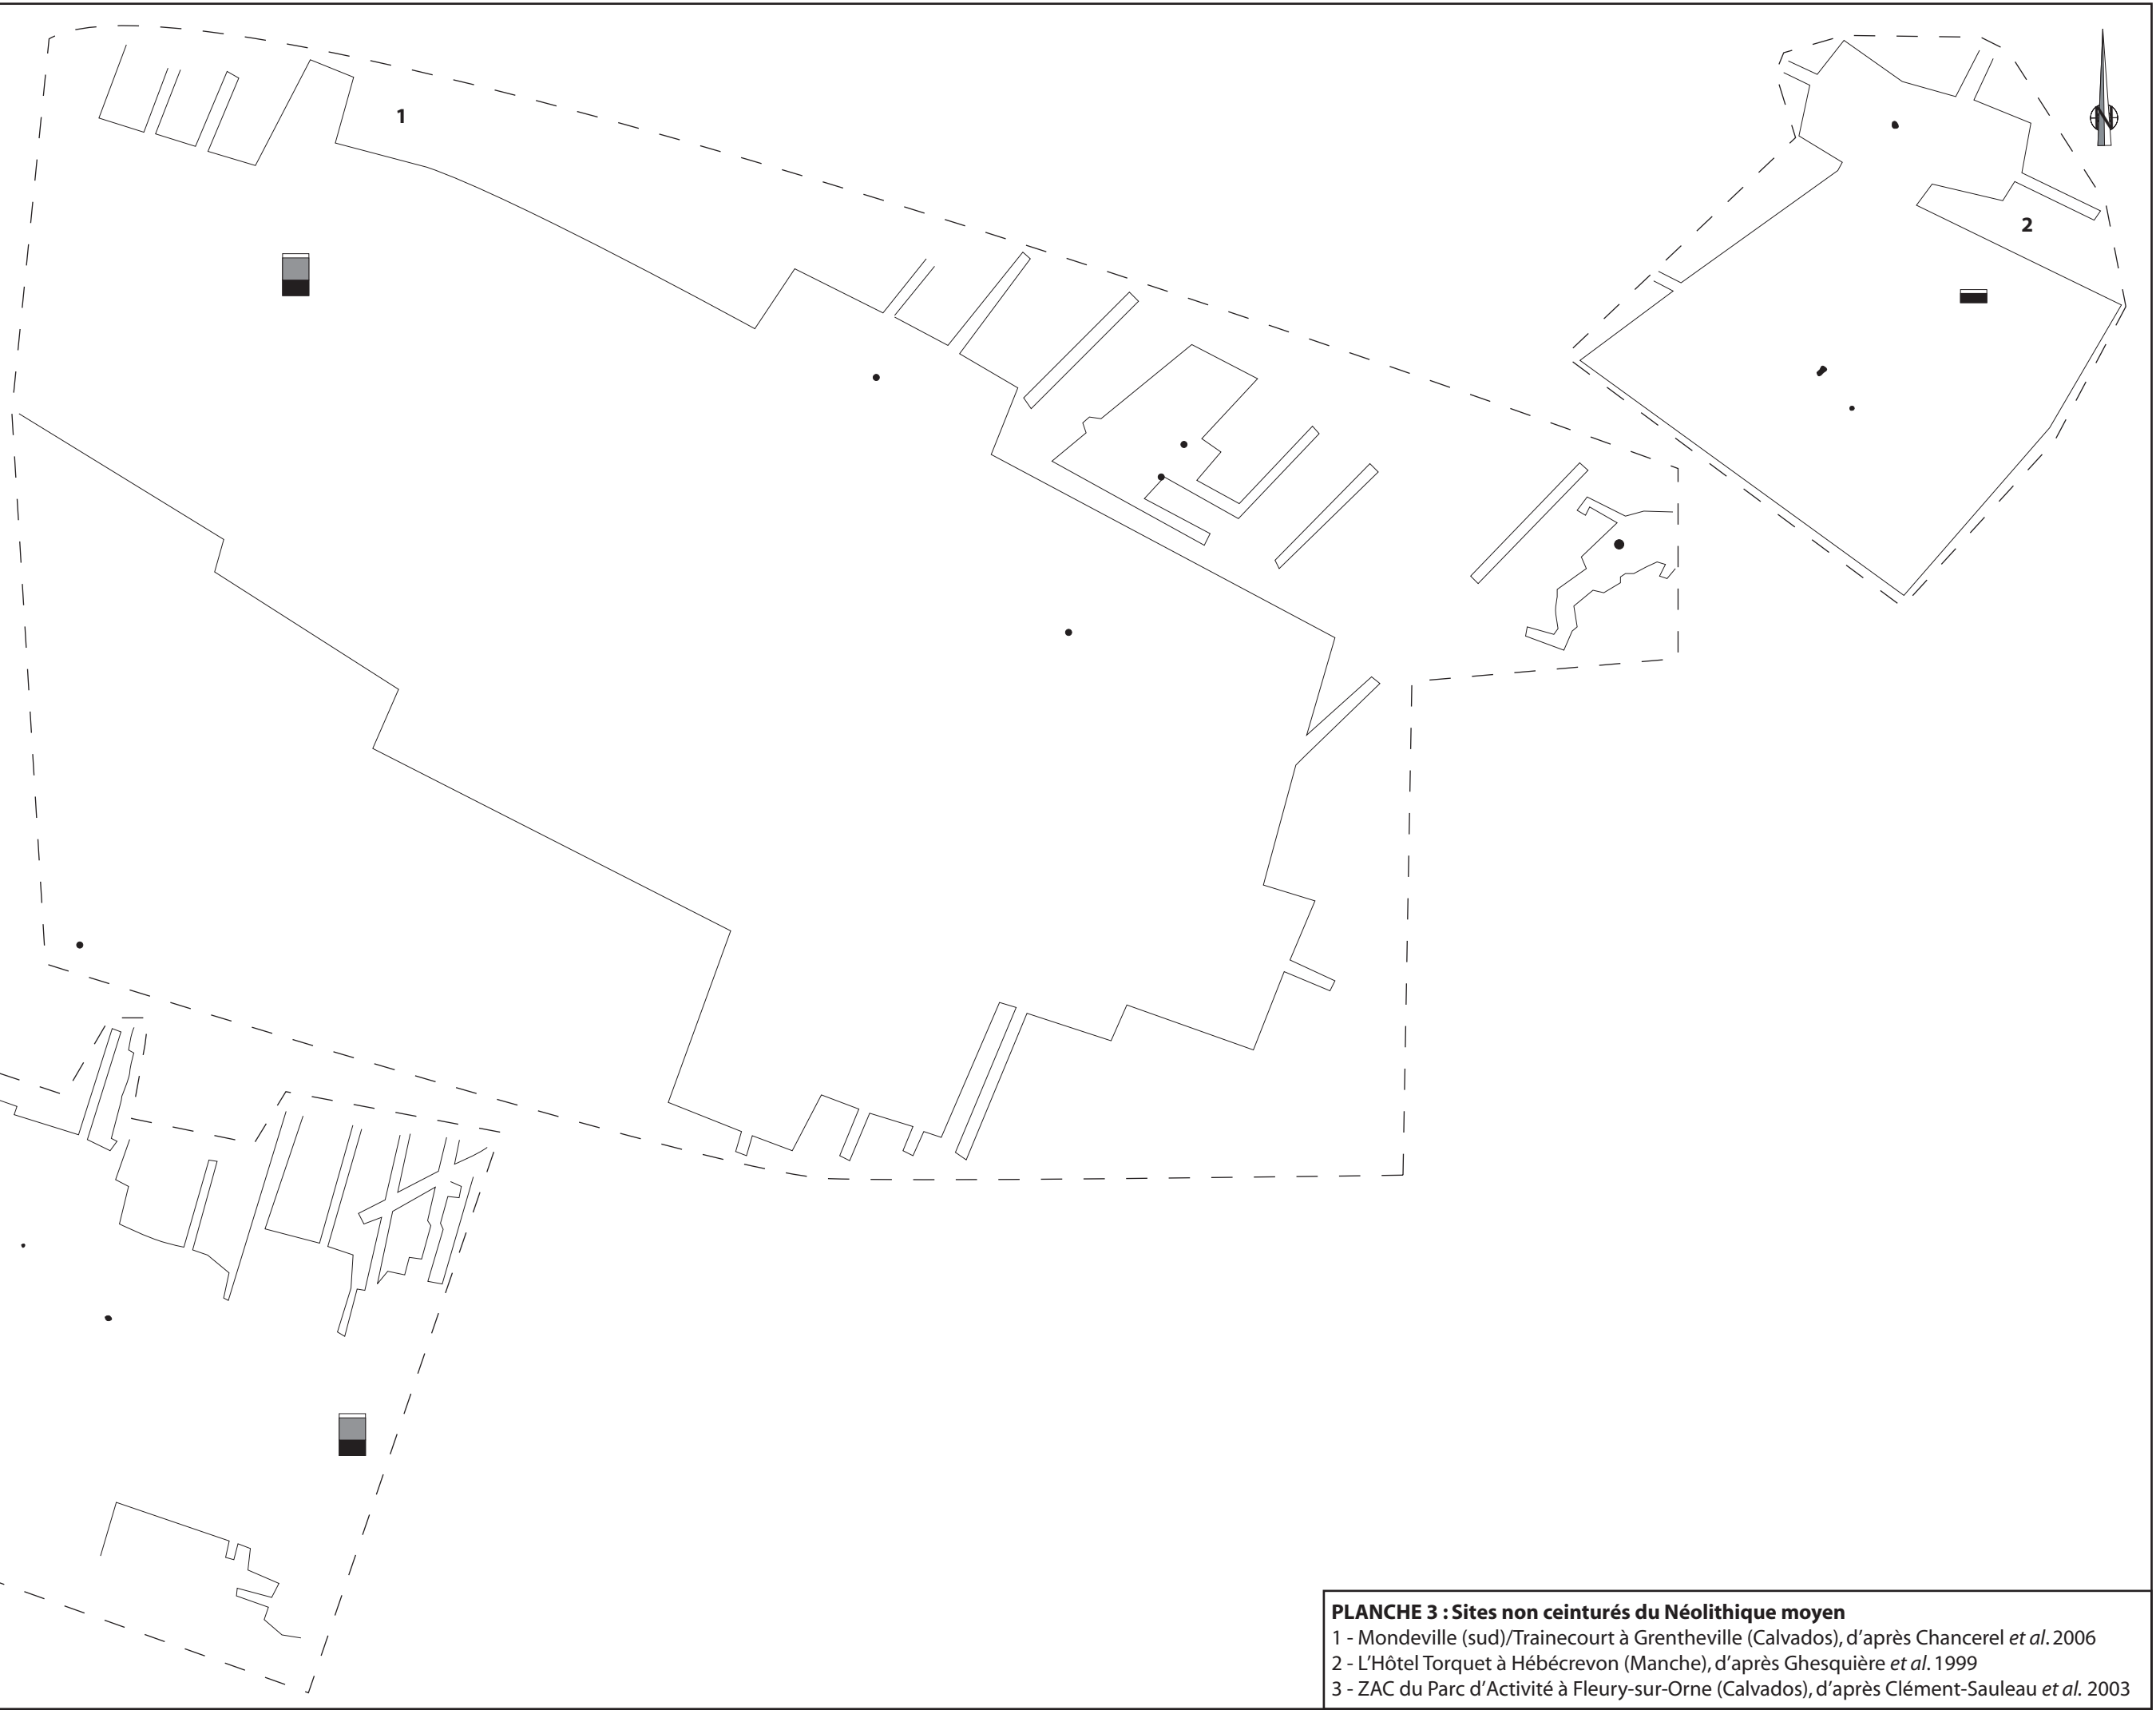 1
N
2
PLANCHE 3 : Sites non ceinturés du Néolithique moyen
1 - Mondeville (sud)/Trainecourt à Grentheville (Calvados), d'après Chancerel et al. 2006
2 - L'Hôtel Torquet à Hébécrevon (Manche), d'après Ghesquière et al. 1999
3 - ZAC du Parc d'Activité à Fleury-sur-Orne (Calvados), d'après Clément-Sauleau et al. 2003